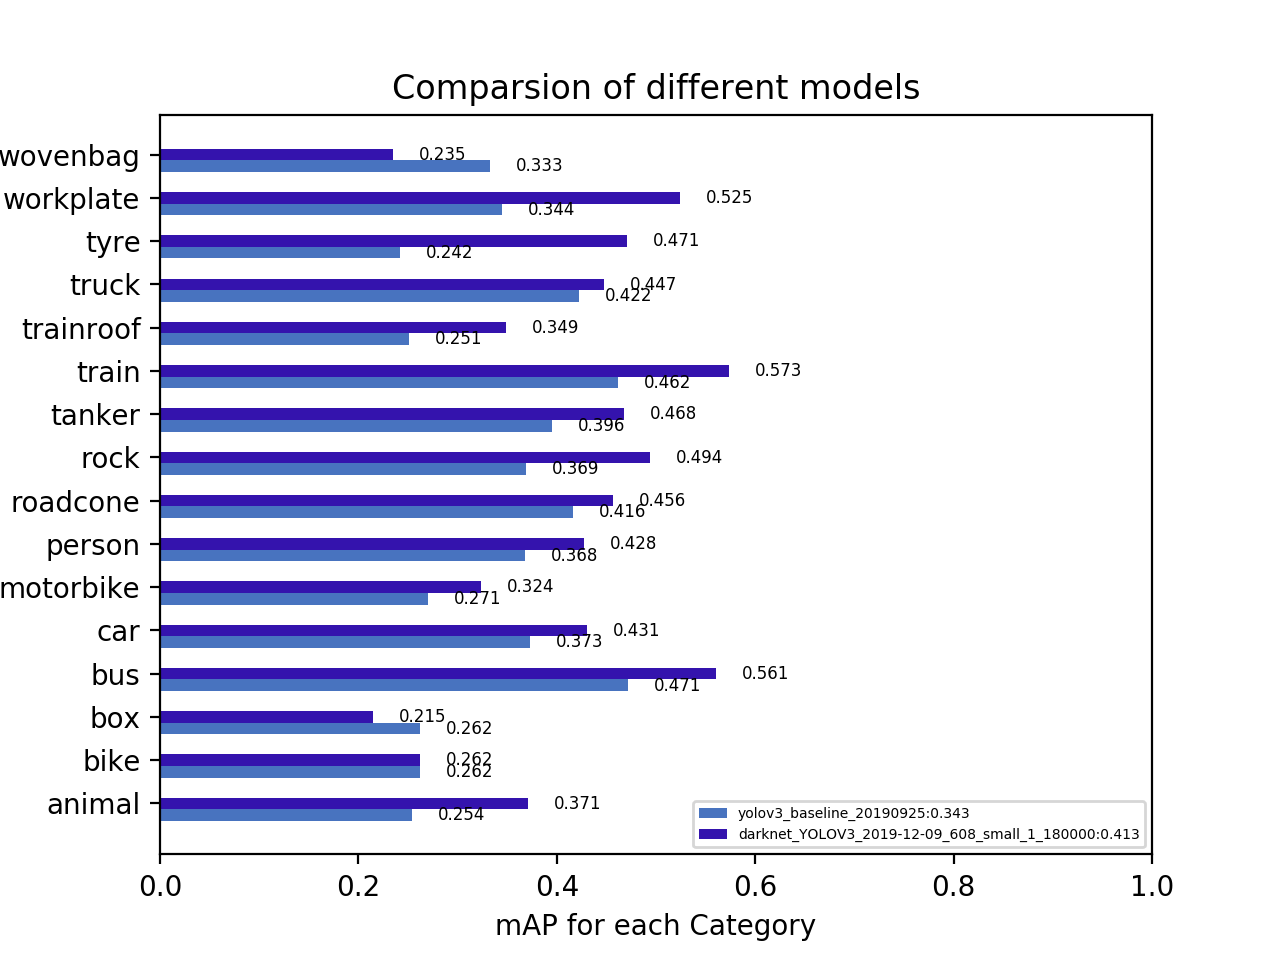 Comparsion of different models
wovenbag 0.235
0.333
workplate 0.525
0.344
tyre 0.471
0.242
truck 0.447
0.422
trainroof 0.349
0.251
train 0.573
0.462
tanker 0.468
0.396
rock 0.494
0.369
roadcone 0.456
0.416
person 0.428
0.368
motorbike 0.324
0.271
car 0.431
0.373
bus 0.561
0.471
box 0.215
0.262
bike 0.262
0.262
animal 0.371
0.254
yolov3_baseline_20190925:0.343
darknet_YOLOV3_2019-12-09_608_small_1_180000:0.413
0.0 0.2 0.4 0.6 0.8 1.0
mAP for each Category